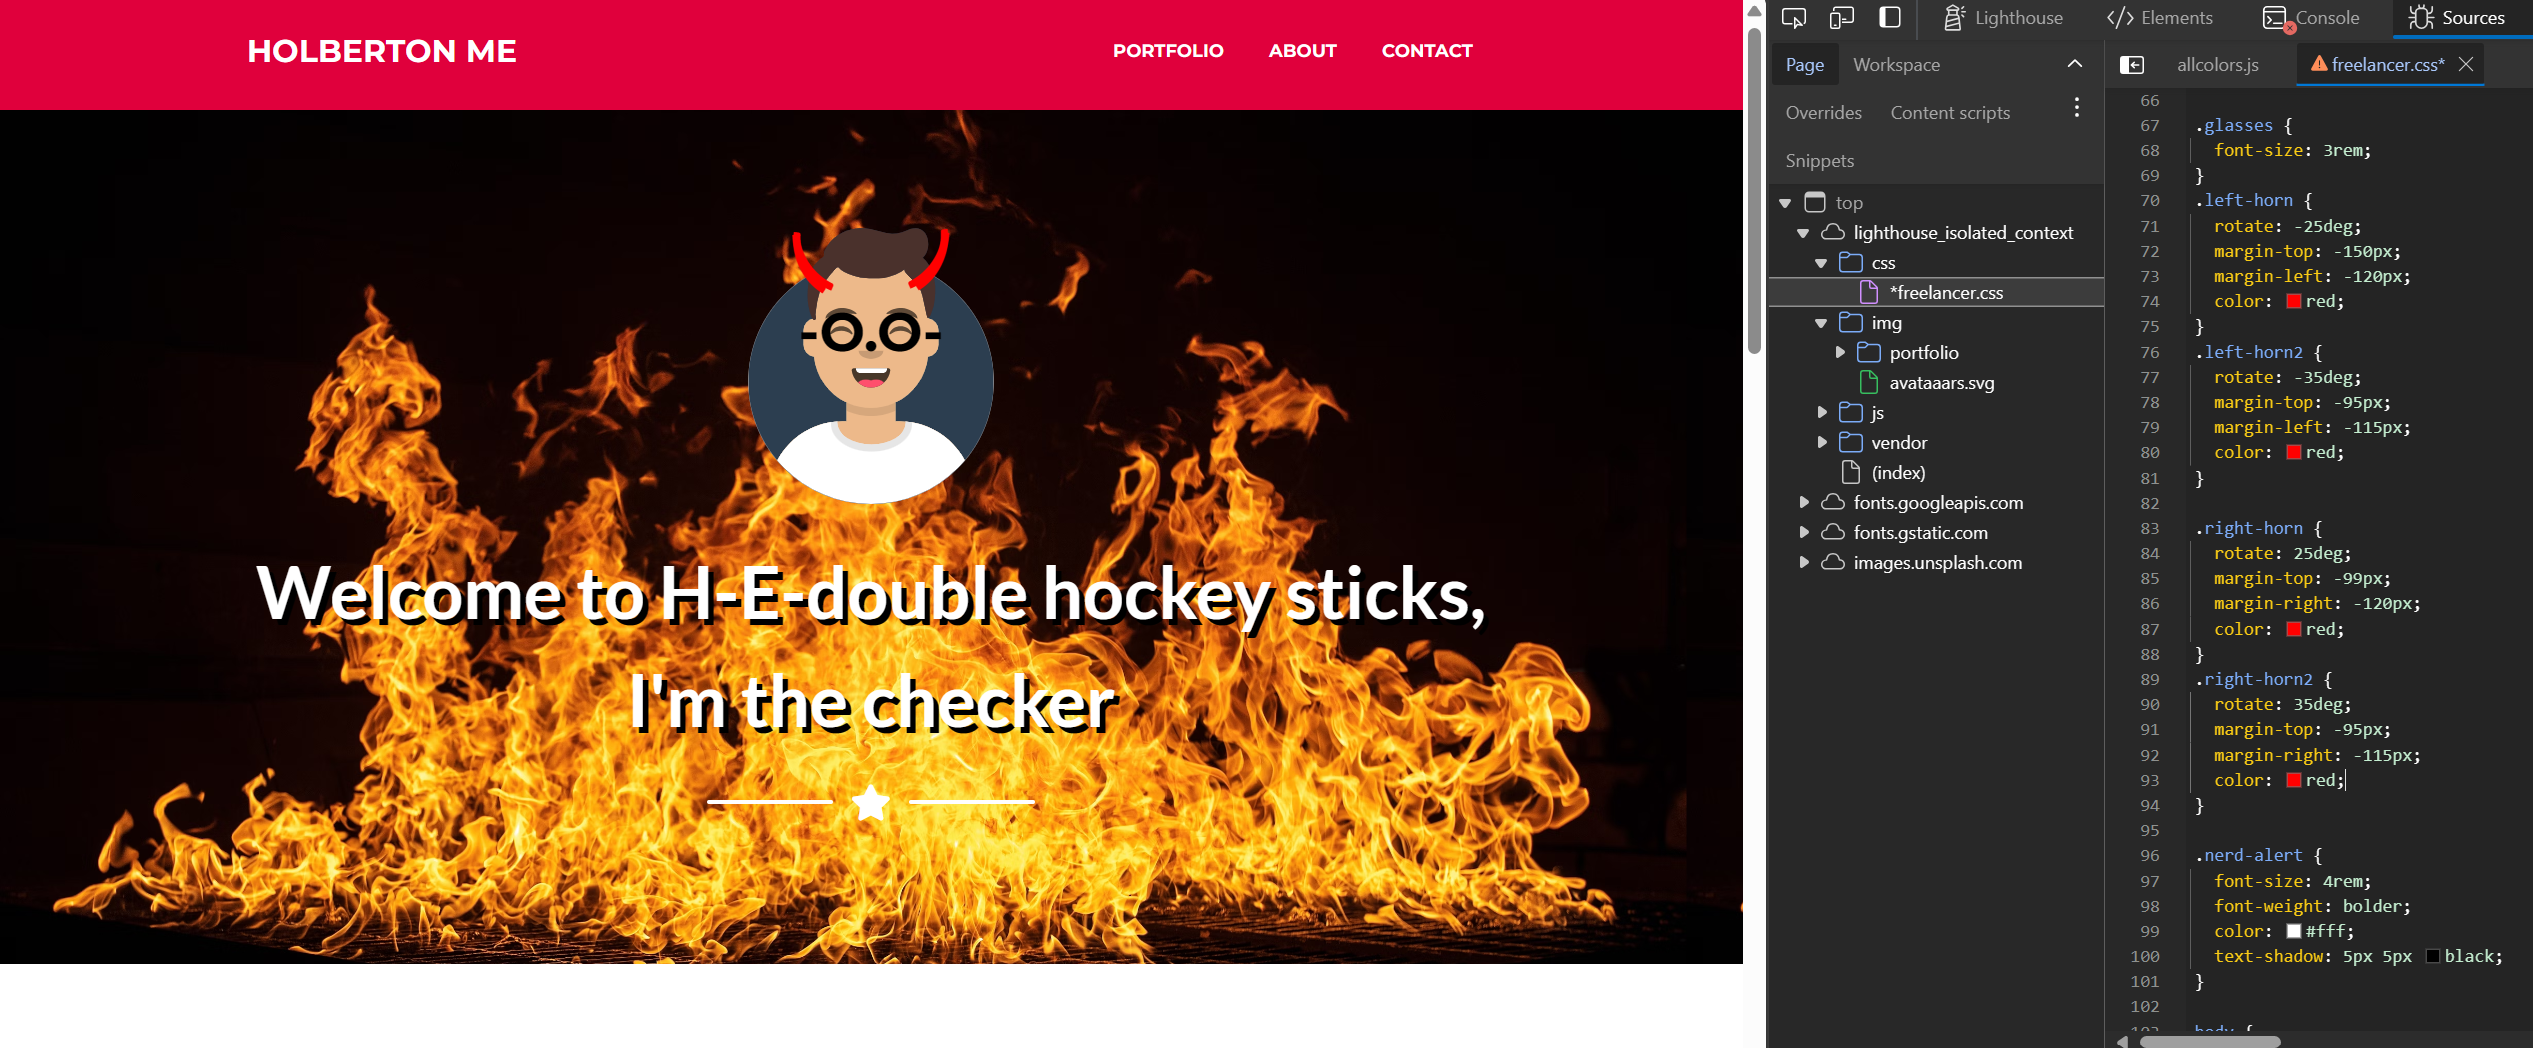 HOLBERTON ME
PORTFOLIO ABOUT CONTACT
Welcome to H-E-double hockey sticks,
I'm the checker
Lighthouse
Elements
Console
Sources
Page
Workspace
Overrides
Content scripts
Snippets
top
lighthouse_isolated_context
css
*freelancer.css
img
portfolio
avataaars.svg
js
vendor
(index)
fonts.googleapis.com
fonts.gstatic.com
images.unsplash.com
allcolors.js
freelancer.css*
66
67 .glasses {
68 font-size: 3rem;
69 }
70 .left-horn {
71 rotate: -25deg;
72 margin-top: -150px;
73 margin-left: -120px;
74 color: red;
75 }
76 .left-horn2 {
77 rotate: -35deg;
78 margin-top: -95px;
79 margin-left: -115px;
80 color: red;
81 }
82
83 .right-horn {
84 rotate: 25deg;
85 margin-top: -99px;
86 margin-right: -120px;
87 color: red;
88 }
89 .right-horn2 {
90 rotate: 35deg;
91 margin-top: -95px;
92 margin-right: -115px;
93 color: red;
94 }
95
96 .nerd-alert {
97 font-size: 4rem;
98 font-weight: bolder;
99 color: #fff;
100 text-shadow: 5px 5px black;
101 }
102
103 body {